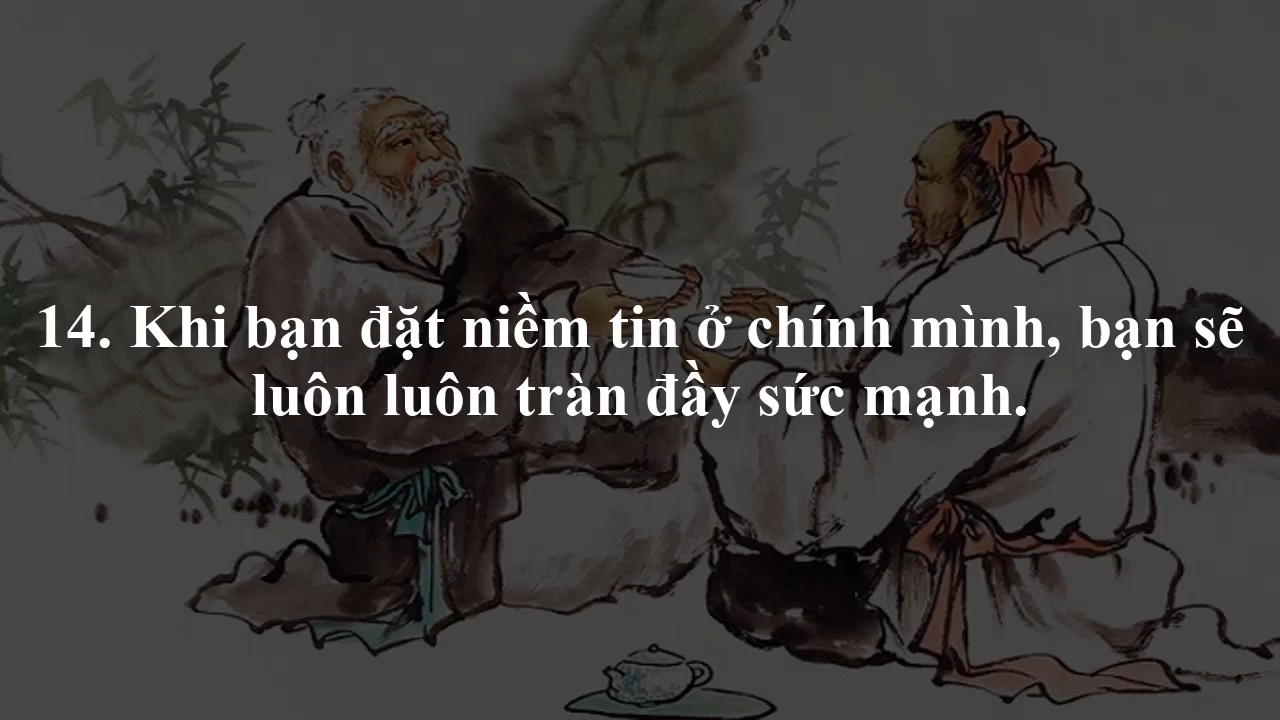 14. Khi bạn đặt niềm tin ở chính mình, bạn sẽ
luôn luôn tràn đầy sức mạnh.